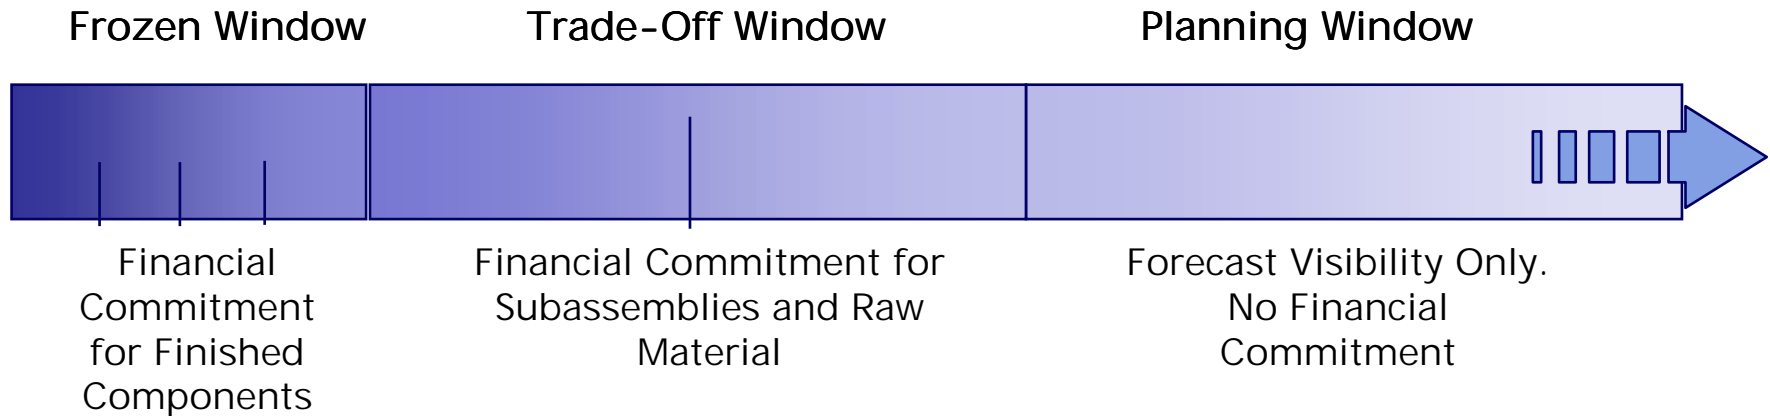 Frozen Window
Trade-Off Window
Planning Window
Financial
Commitment
for Finished
Components
Financial Commitment for
Subassemblies and Raw
Material
Forecast Visibility Only.
No Financial
Commitment